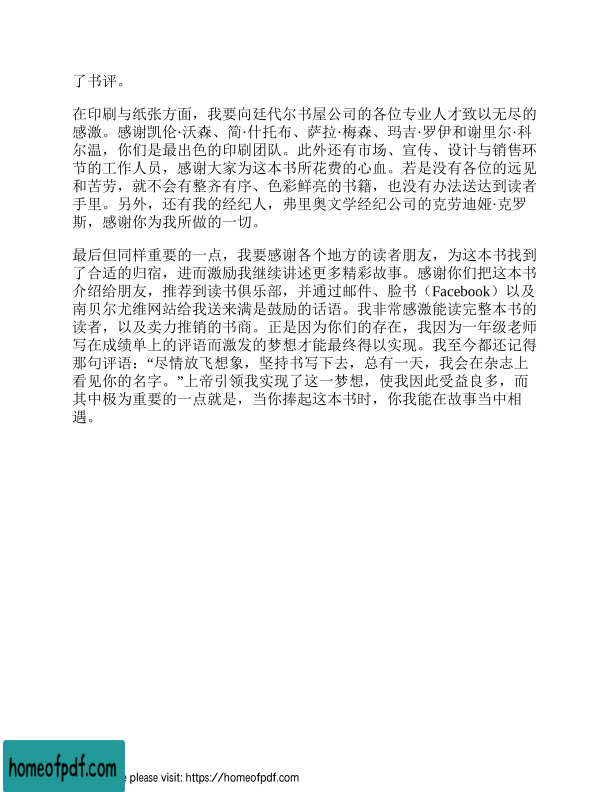 了书评。
在印刷与纸张方面，我要向廷代尔书屋公司的各位专业人才致以无尽的
感激。感谢凯伦·沃森、简·什托布、萨拉·梅森、玛吉·罗伊和谢里尔·科
尔温，你们是最出色的印刷团队。此外还有市场、宣传、设计与销售环
节的工作人员，感谢大家为这本书所花费的心血。若是没有各位的远见
和苦劳，就不会有整齐有序、色彩鲜亮的书籍，也没有办法送达到读者
手里。另外，还有我的经纪人，弗里奥文学经纪公司的克劳迪娅·克罗
斯，感谢你为我所做的一切。
最后但同样重要的一点，我要感谢各个地方的读者朋友，为这本书找到
了合适的归宿，进而激励我继续讲述更多精彩故事。感谢你们把这本书
介绍给朋友，推荐到读书俱乐部，并通过邮件、脸书（Facebook）以及
南贝尔尤维网站给我送来满是鼓励的话语。我非常感激能读完整本书的
读者，以及卖力推销的书商。正是因为你们的存在，我因为一年级老师
写在成绩单上的评语而激发的梦想才能最终得以实现。我至今都还记得
那句评语：“尽情放飞想象，坚持书写下去，总有一天，我会在杂志上
看见你的名字。”上帝引领我实现了这一梦想，使我因此受益良多，而
其中极为重要的一点就是，当你捧起这本书时，你我能在故事当中相
遇。
homeofpdf.com
please visit: https://homeofpdf.com